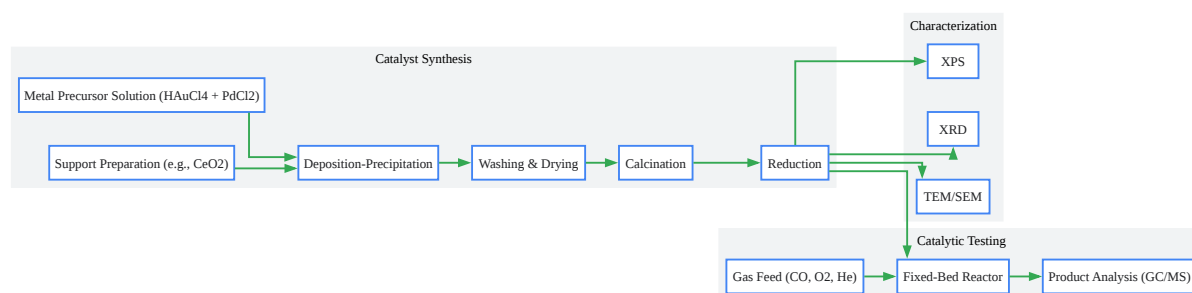 Characterization
Catalyst Synthesis
XPS
Metal Precursor Solution (HAuCl4 + PdCl2)
XRD
Support Preparation (e.g., CeO2)
Deposition-Precipitation
Washing & Drying
Calcination
Reduction
TEM/SEM
Catalytic Testing
Gas Feed (CO, O2, He)
Fixed-Bed Reactor
Product Analysis (GC/MS)